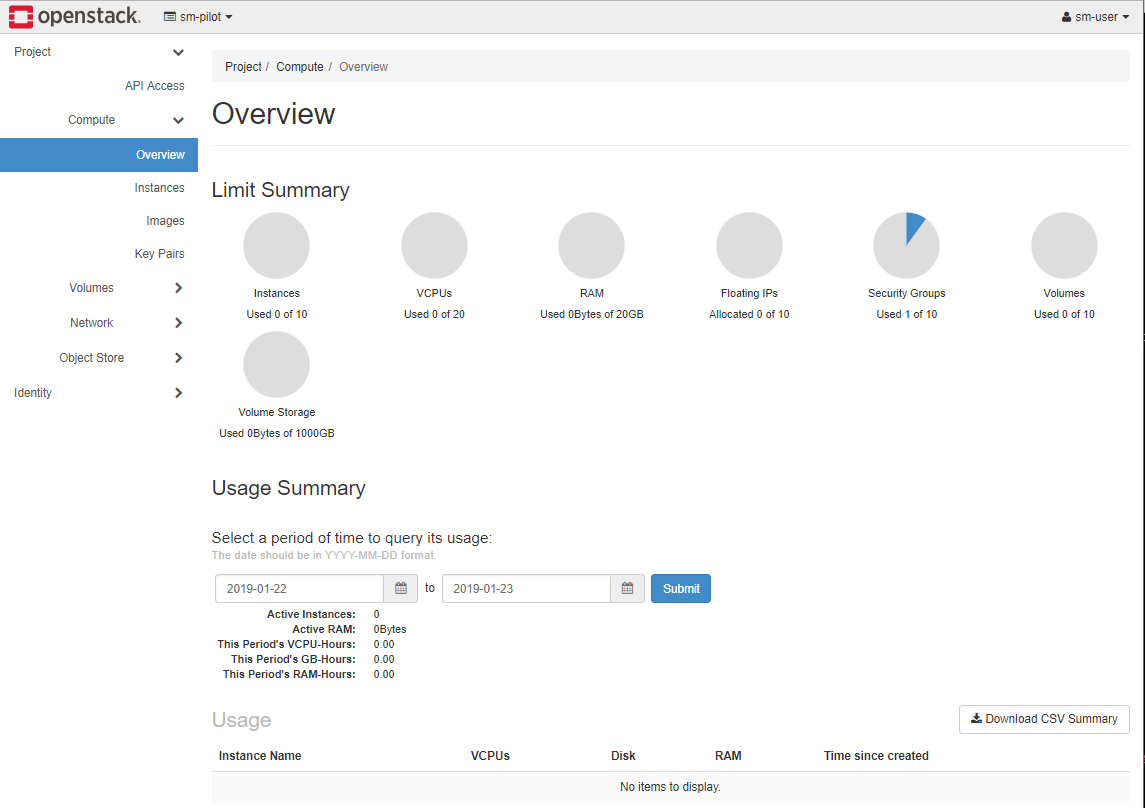 openstack. sm-pilot sm-user
Project
API Access
Compute
Overview
Instances
Images
Key Pairs
Volumes
Network
Object Store
Identity
Project / Compute / Overview
Overview
Limit Summary
Instances
Used 0 of 10
VCPUs
Used 0 of 20
RAM
Used 0Bytes of 20GB
Floating IPs
Allocated 0 of 10
Security Groups
Used 1 of 10
Volumes
Used 0 of 10
Volume Storage
Used 0Bytes of 1000GB
Usage Summary
Select a period of time to query its usage:
The date should be in YYYY-MM-DD format.
2019-01-22 to 2019-01-23 Submit
Active Instances: 0
Active RAM: 0Bytes
This Period's VCPU-Hours: 0.00
This Period's GB-Hours: 0.00
This Period's RAM-Hours: 0.00
Usage Download CSV Summary
Instance Name VCPUs Disk RAM Time since created
No items to display.